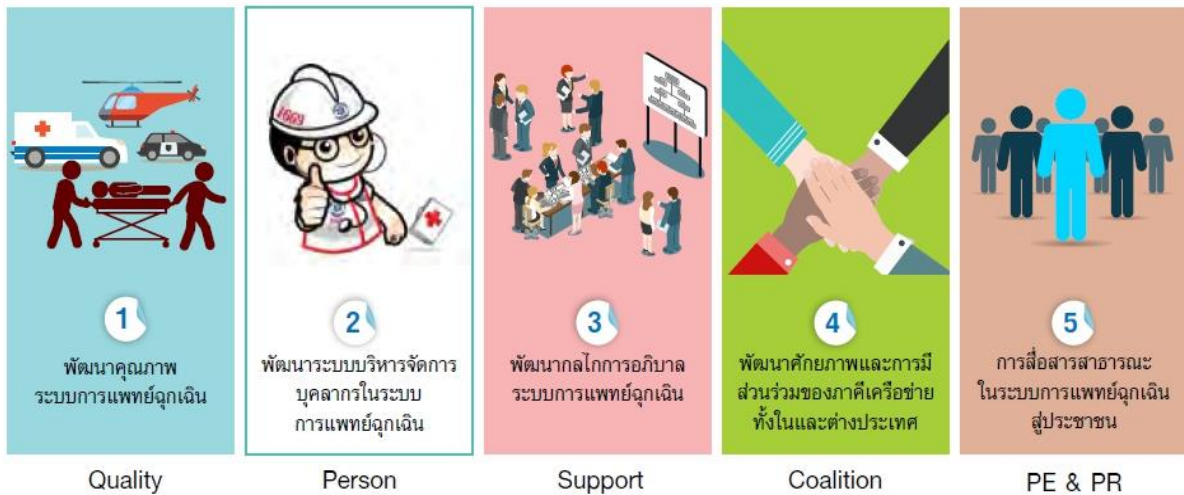 1
พัฒนาคุณภาพ
ระบบการแพทย์ฉุกเฉิน
Quality
1669
2
พัฒนาระบบบริหารจัดการ
บุคลากรในระบบ
การแพทย์ฉุกเฉิน
Person
3
พัฒนากลไกการอภิบาล
ระบบการแพทย์ฉุกเฉิน
Support
4
พัฒนาศักยภาพและการมี
ส่วนร่วมของภาคีเครือข่าย
ทั้งในและต่างประเทศ
Coalition
5
การสื่อสารสาธารณะ
ในระบบการแพทย์ฉุกเฉิน
สู่ประชาชน
PE & PR